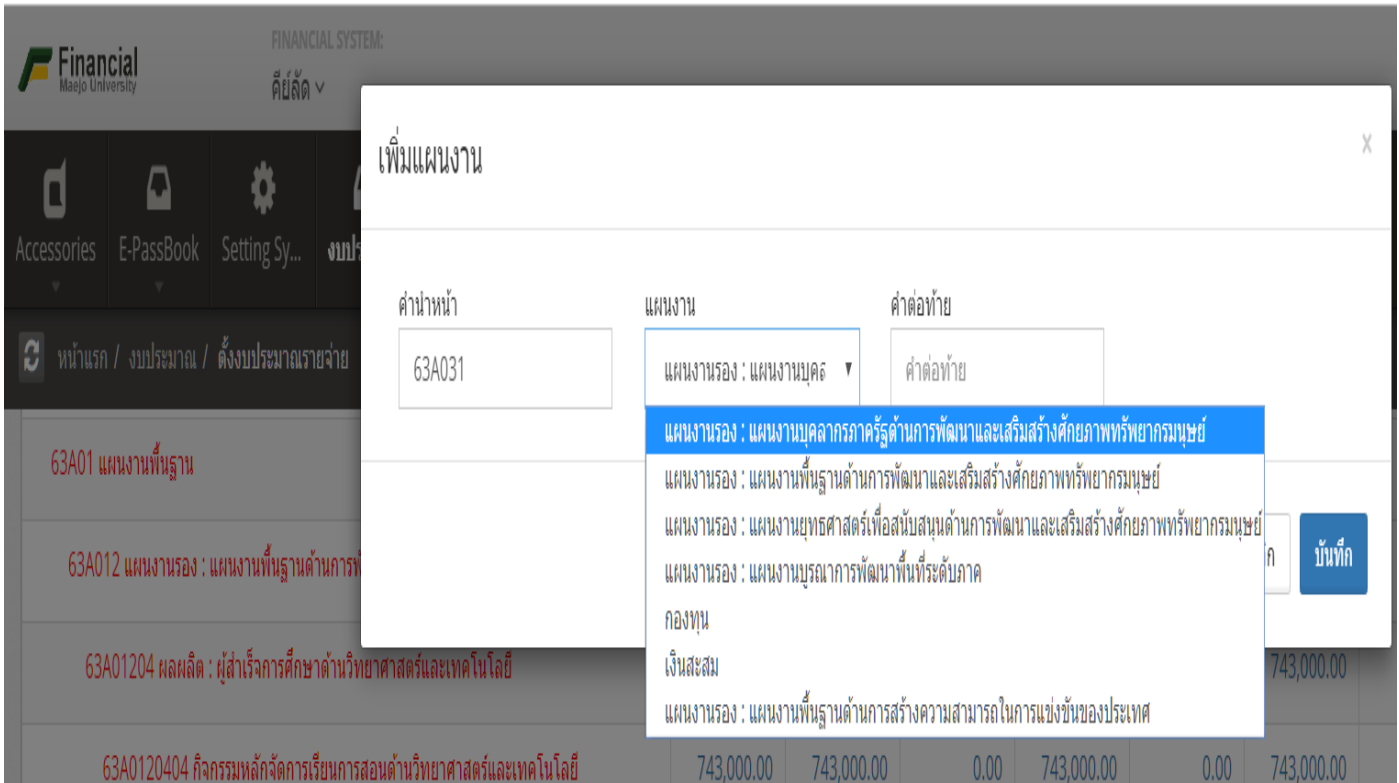 Financial
Maejo University
FINANCIAL SYSTEM:
คีย์ลัด
เพิ่มแผนงาน
x
Accessories
E-PassBook
Setting Sy...
คำนำหน้า
แผนงาน
คำต่อท้าย
หน้าแรก / งบประมาณ / ตั้งงบประมาณรายจ่าย
63A031
แผนงานรอง : แผนงานบุคล
คำต่อท้าย
แผนงานรอง : แผนงานบุคลากรภาครัฐด้านการพัฒนาและเสริมสร้างศักยภาพทรัพยากรมนุษย์
63A01 แผนงานพื้นฐาน
แผนงานรอง : แผนงานพื้นฐานด้านการพัฒนาและเสริมสร้างศักยภาพทรัพยากรมนุษย์
แผนงานรอง : แผนงานยุทธศาสตร์เพื่อสนับสนุนด้านการพัฒนาและเสริมสร้างศักยภาพทรัพยากรมนุษย์
บันทึก
63A012 แผนงานรอง : แผนงานพื้นฐานด้านการพ
แผนงานรอง : แผนงานบูรณาการพัฒนาพื้นที่ระดับภาค
กองทุน
เงินสะสม
63A01204 ผลผลิต : ผู้สำเร็จการศึกษาด้านวิทยาศาสตร์และเทคโนโลยี
743,000.00
แผนงานรอง : แผนงานพื้นฐานด้านการสร้างความสามารถในการแข่งขันของประเทศ
63A0120404 กิจกรรมหลักจัดการเรียนการสอนด้านวิทยาศาสตร์และเทคโนโลยี
743,000.00 743,000.00 0.00 743,000.00 0.00 743,000.00